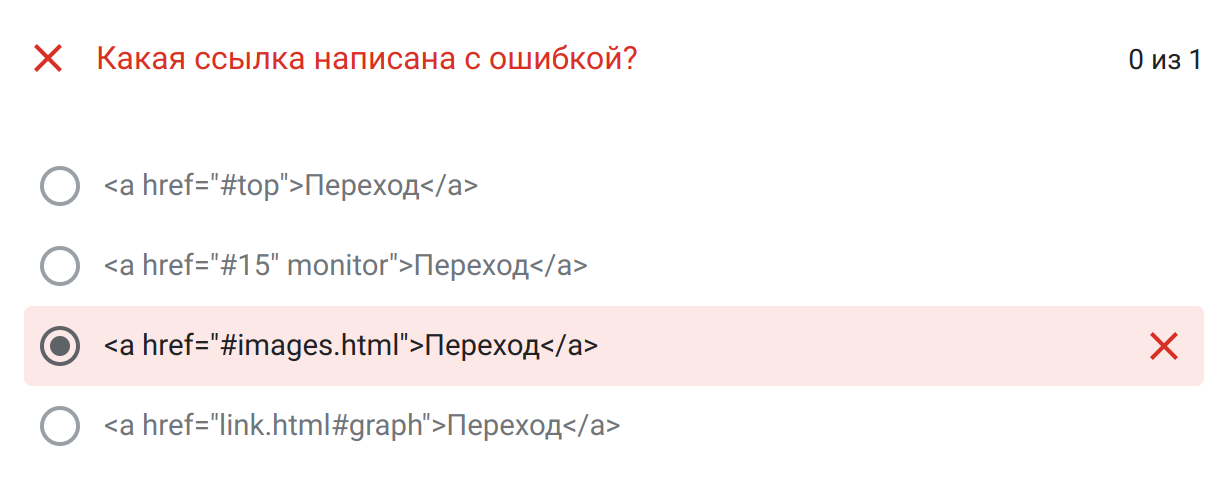 Какая ссылка написана с ошибкой?
0 из 1
<a href="#top">Переход</a>
<a href="#15" monitor">Переход</a>
<a href="#images.html">Переход</a>
<a href="link.html#graph">Переход</a>